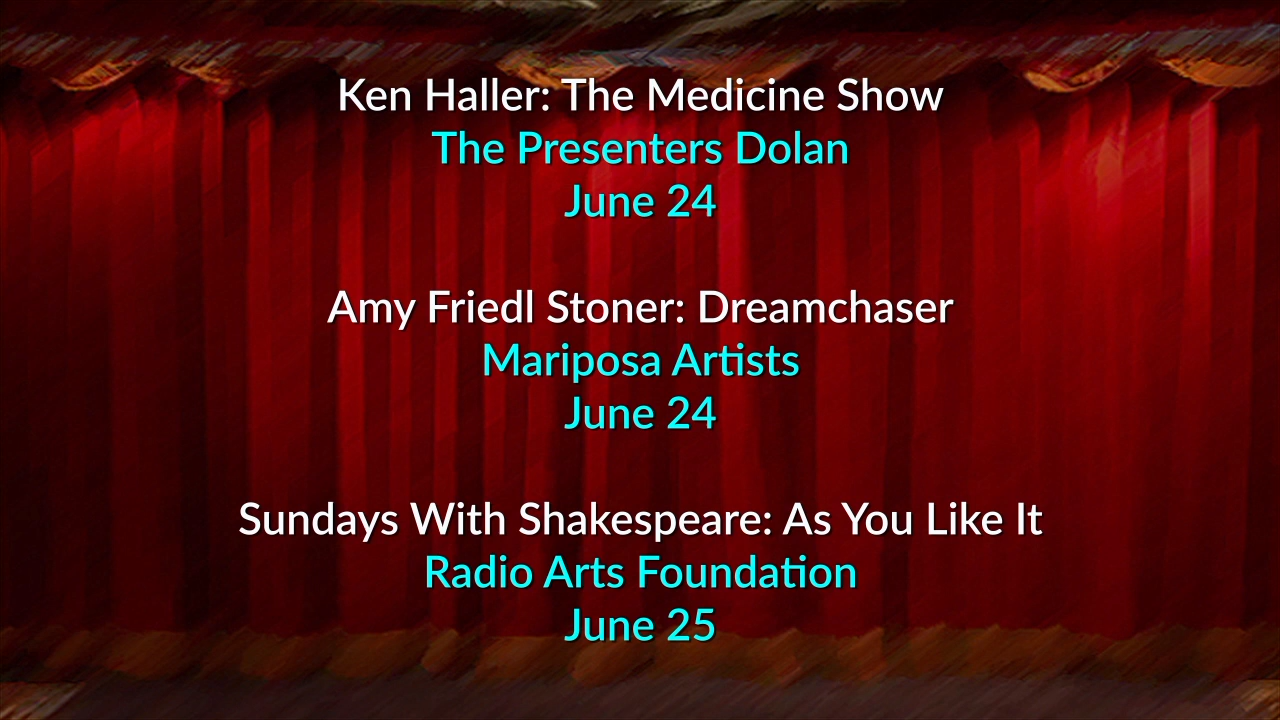 Ken Haller: The Medicine Show
The Presenters Dolan
June 24
Amy Friedl Stoner: Dreamchaser
Mariposa Artists
June 24
Sundays With Shakespeare: As You Like It
Radio Arts Foundation
June 25